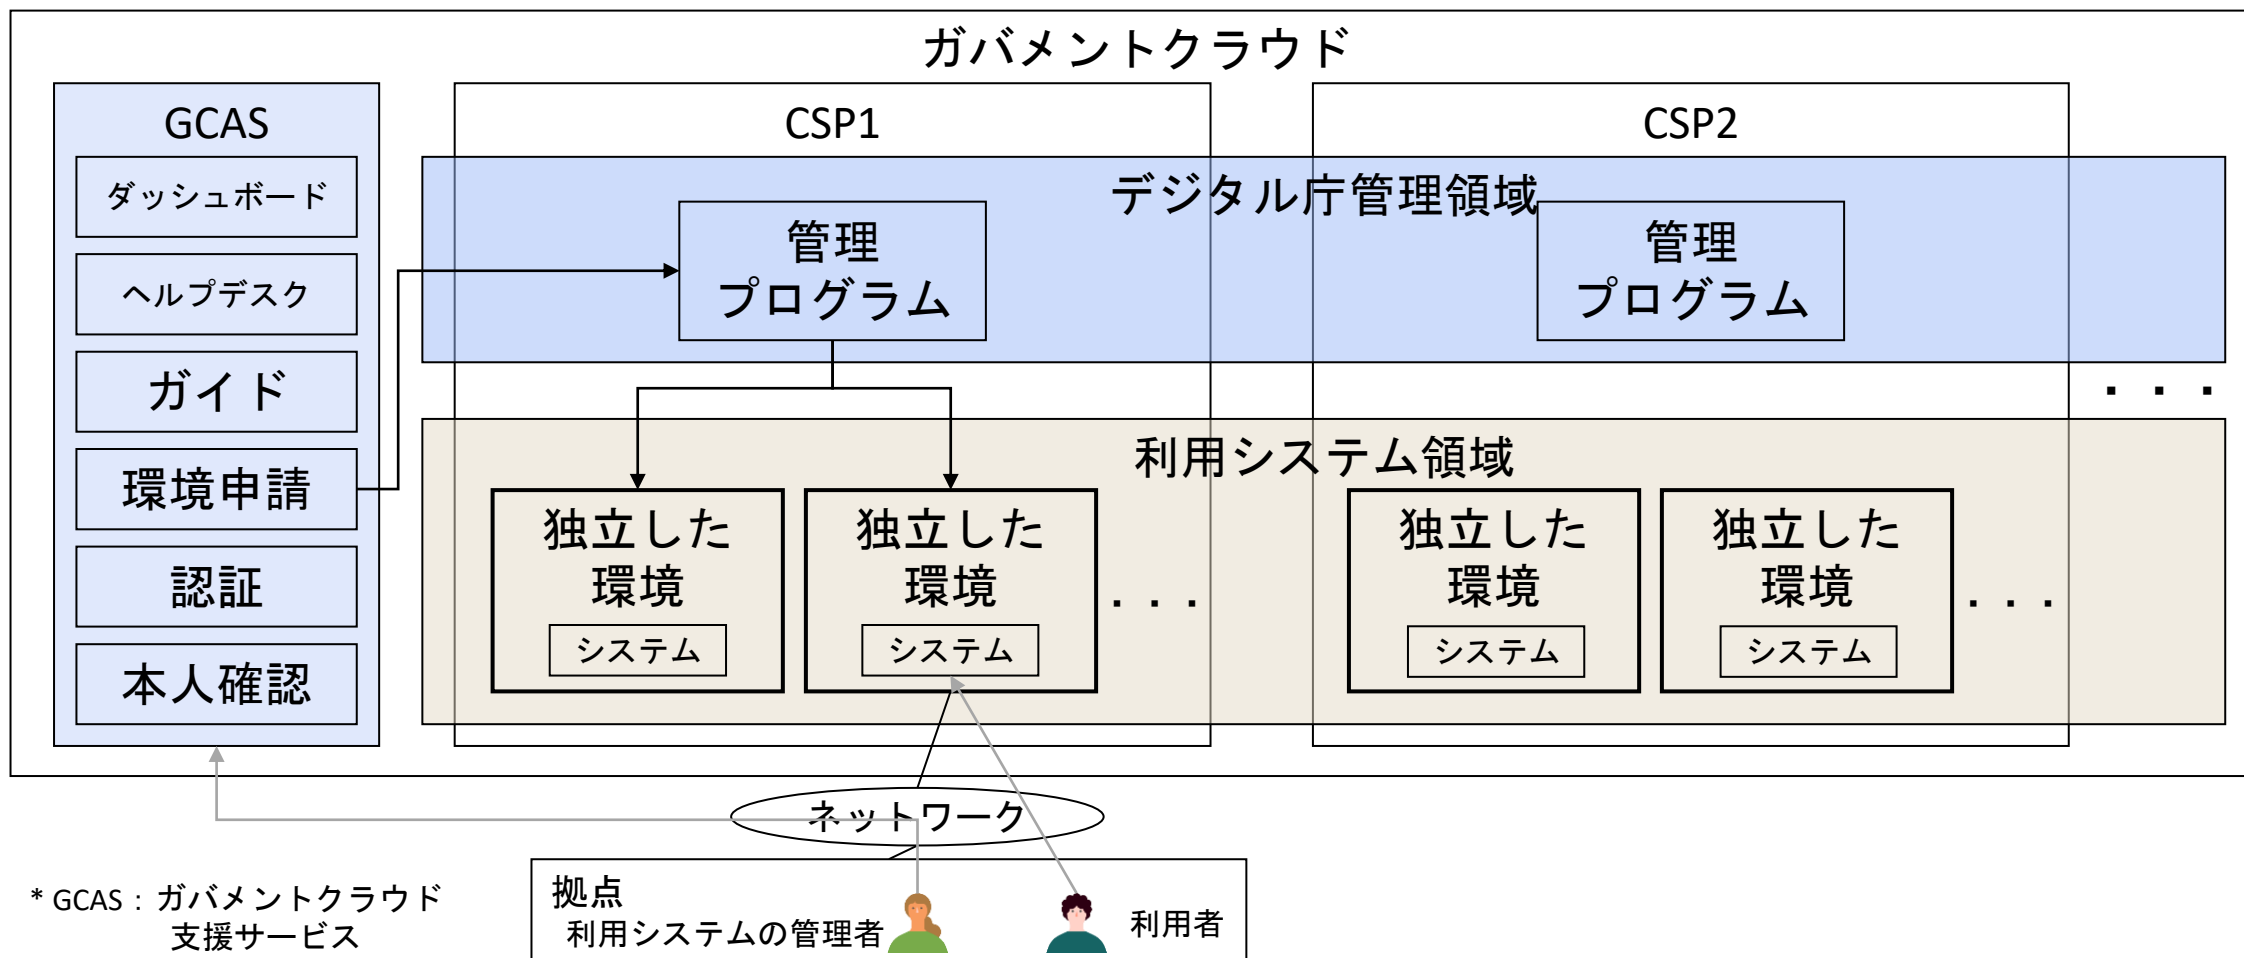 ガバメントクラウド
GCAS
ダッシュボード
ヘルプデスク
ガイド
環境申請
認証
本人確認
CSP1
CSP2
デジタル庁管理領域
管理
プログラム
管理
プログラム
・・・
利用システム領域
独立した
環境
システム
独立した
環境
システム
・・・
独立した
環境
システム
独立した
環境
システム
・・・
ネットワーク
拠点
利用システムの管理者
利用者
* GCAS：ガバメントクラウド
支援サービス